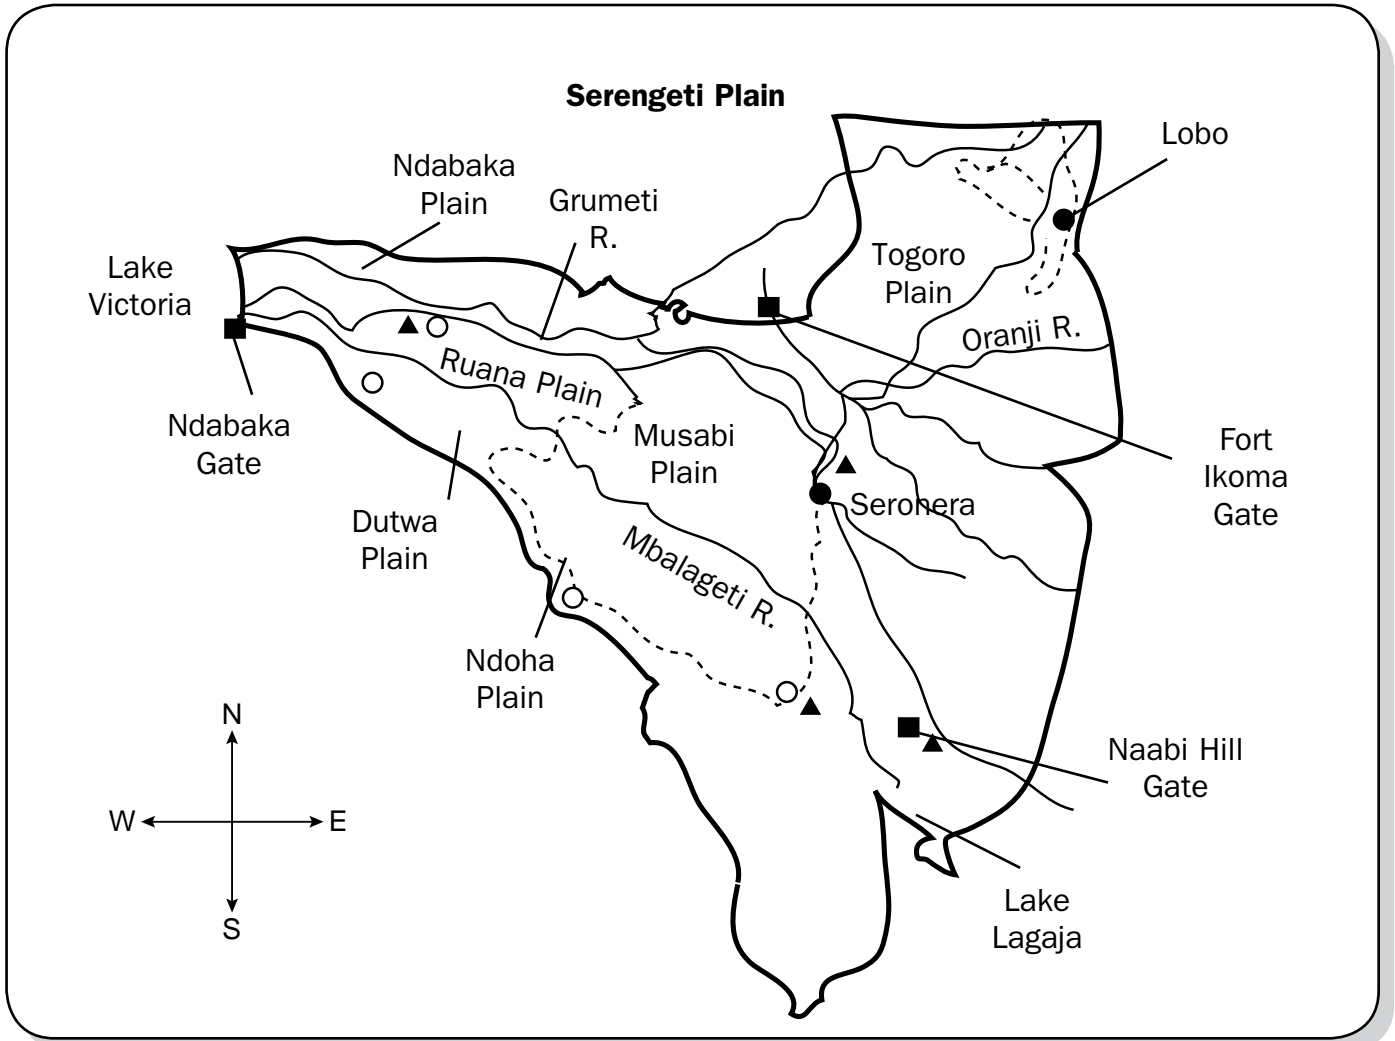 Serengeti Plain
Lobo
Ndabaka
Plain
Grumeti
R.
Lake
Victoria
Togoro
Plain
Oranji R.
Ruana Plain
Ndabaka
Gate
Musabi
Plain
Fort
Ikoma
Gate
Seronera
Dutwa
Plain
Mbalageti R.
Ndoha
Plain
N
W
E
S
Naabi Hill
Gate
Lake
Lagaja